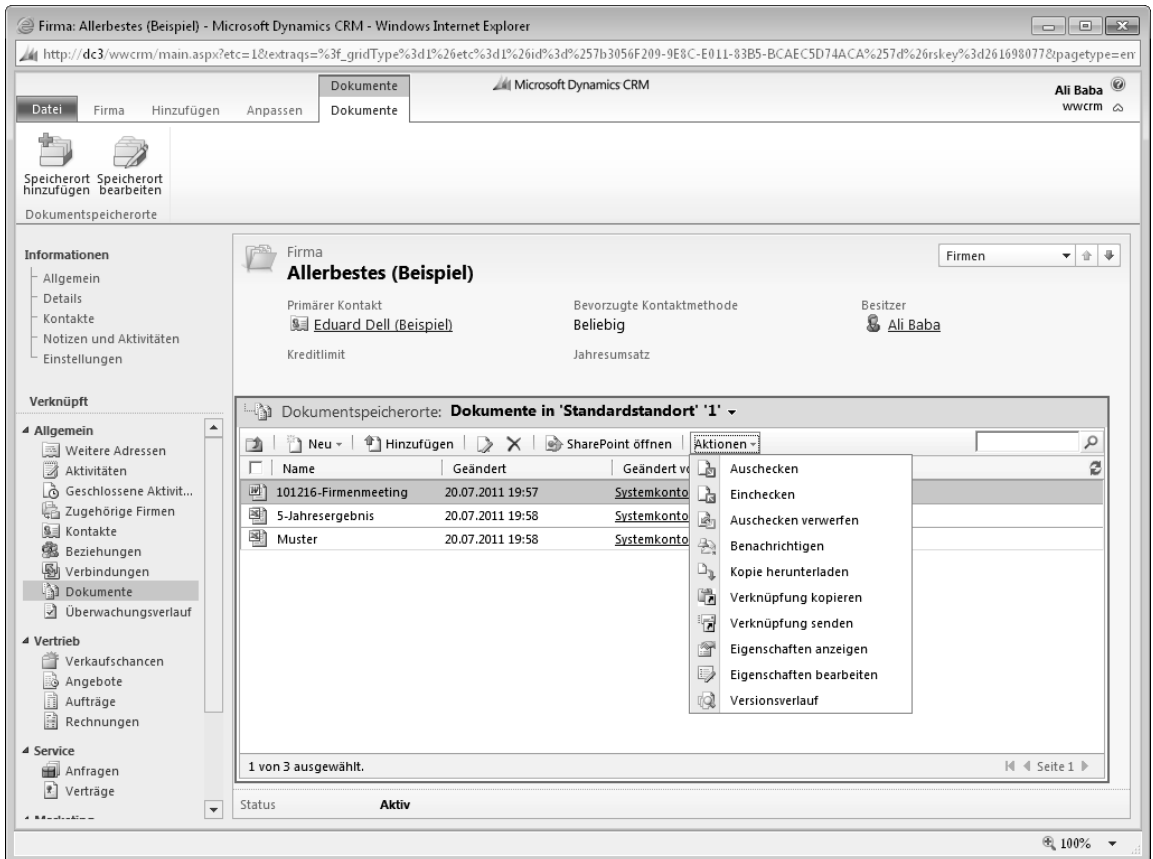 Firma: Allerbestes (Beispiel) - Microsoft Dynamics CRM - Windows Internet Explorer
http://dc3/wwcrm/main.aspx?etc=1&extraqs=%3f_gridType%3d1%26etc%3d1%26id%3d%257b3056F209-9E8C-E011-83B5-BCAEC5D74ACA%257d%26rskey%3d261698077&pagetype=en
Dokumente
Microsoft Dynamics CRM
Ali Baba
Datei Firma Hinzufügen Anpassen Dokumente
wwcrm
Speicherort hinzufügen
Speicherort bearbeiten
Dokumentspeicherorte
Informationen
Allgemein
Details
Kontakte
Notizen und Aktivitäten
Einstellungen
Verknüpft
Allgemein
Weitere Adressen
Aktivitäten
Geschlossene Aktivit...
Zugehörige Firmen
Kontakte
Beziehungen
Verbindungen
Dokumente
Überwachungsverlauf
Vertrieb
Verkaufschancen
Angebote
Aufträge
Rechnungen
Service
Anfragen
Verträge
Firma
Allerbestes (Beispiel)
Firmen
Primärer Kontakt Bevorzugte Kontaktmethode Besitzer
Eduard Dell (Beispiel) Beliebig Ali Baba
Kreditlimit Jahresumsatz
Dokumentspeicherorte: Dokumente in 'Standardstandort' '1'
Neu Hinzufügen SharePoint öffnen Aktionen
Name Geändert Geändert vo
101216-Firmenmeeting 20.07.2011 19:57 Systemkonto
5-Jahresergebnis 20.07.2011 19:58 Systemkonto
Muster 20.07.2011 19:58 Systemkonto
Auschecken
Einchecken
Auschecken verwerfen
Benachrichtigen
Kopie herunterladen
Verknüpfung kopieren
Verknüpfung senden
Eigenschaften anzeigen
Eigenschaften bearbeiten
Versionsverlauf
1 von 3 ausgewählt. Seite 1
Status Aktiv
100%